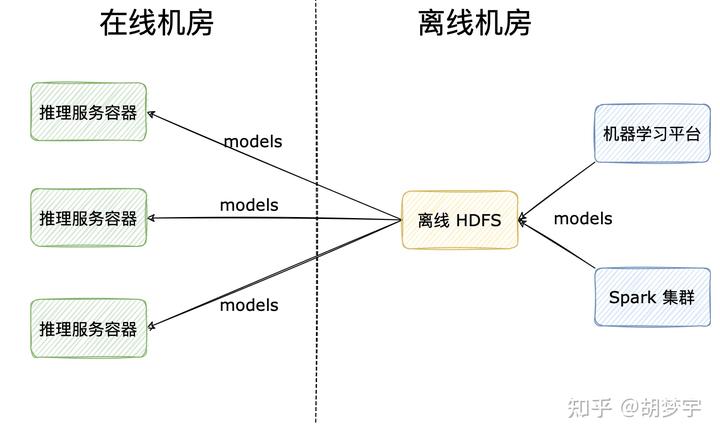 在线机房
离线机房
推理服务容器
models
机器学习平台
推理服务容器
models
离线 HDFS
models
推理服务容器
models
Spark 集群
知乎 @胡梦宇